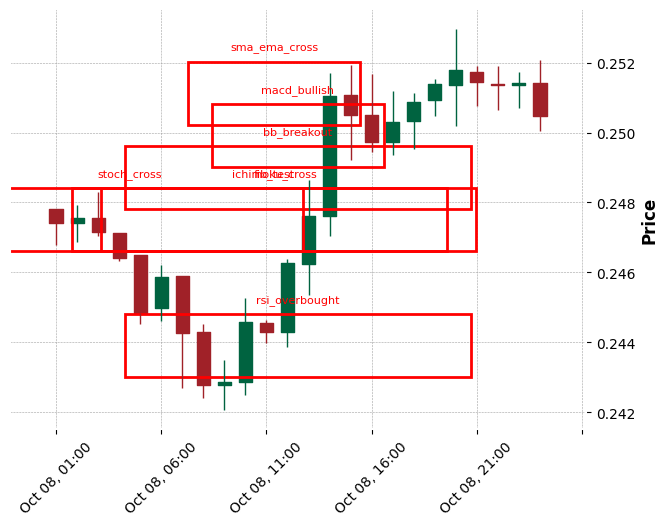 sma_ema_cross
macd_bullish
bb_breakout
stoch_cross
rsi_overbought
0.252
0.250
0.248
0.246
0.244
0.242
Price
Oct 08, 01:00
Oct 08, 06:00
Oct 08, 11:00
Oct 08, 16:00
Oct 08, 21:00